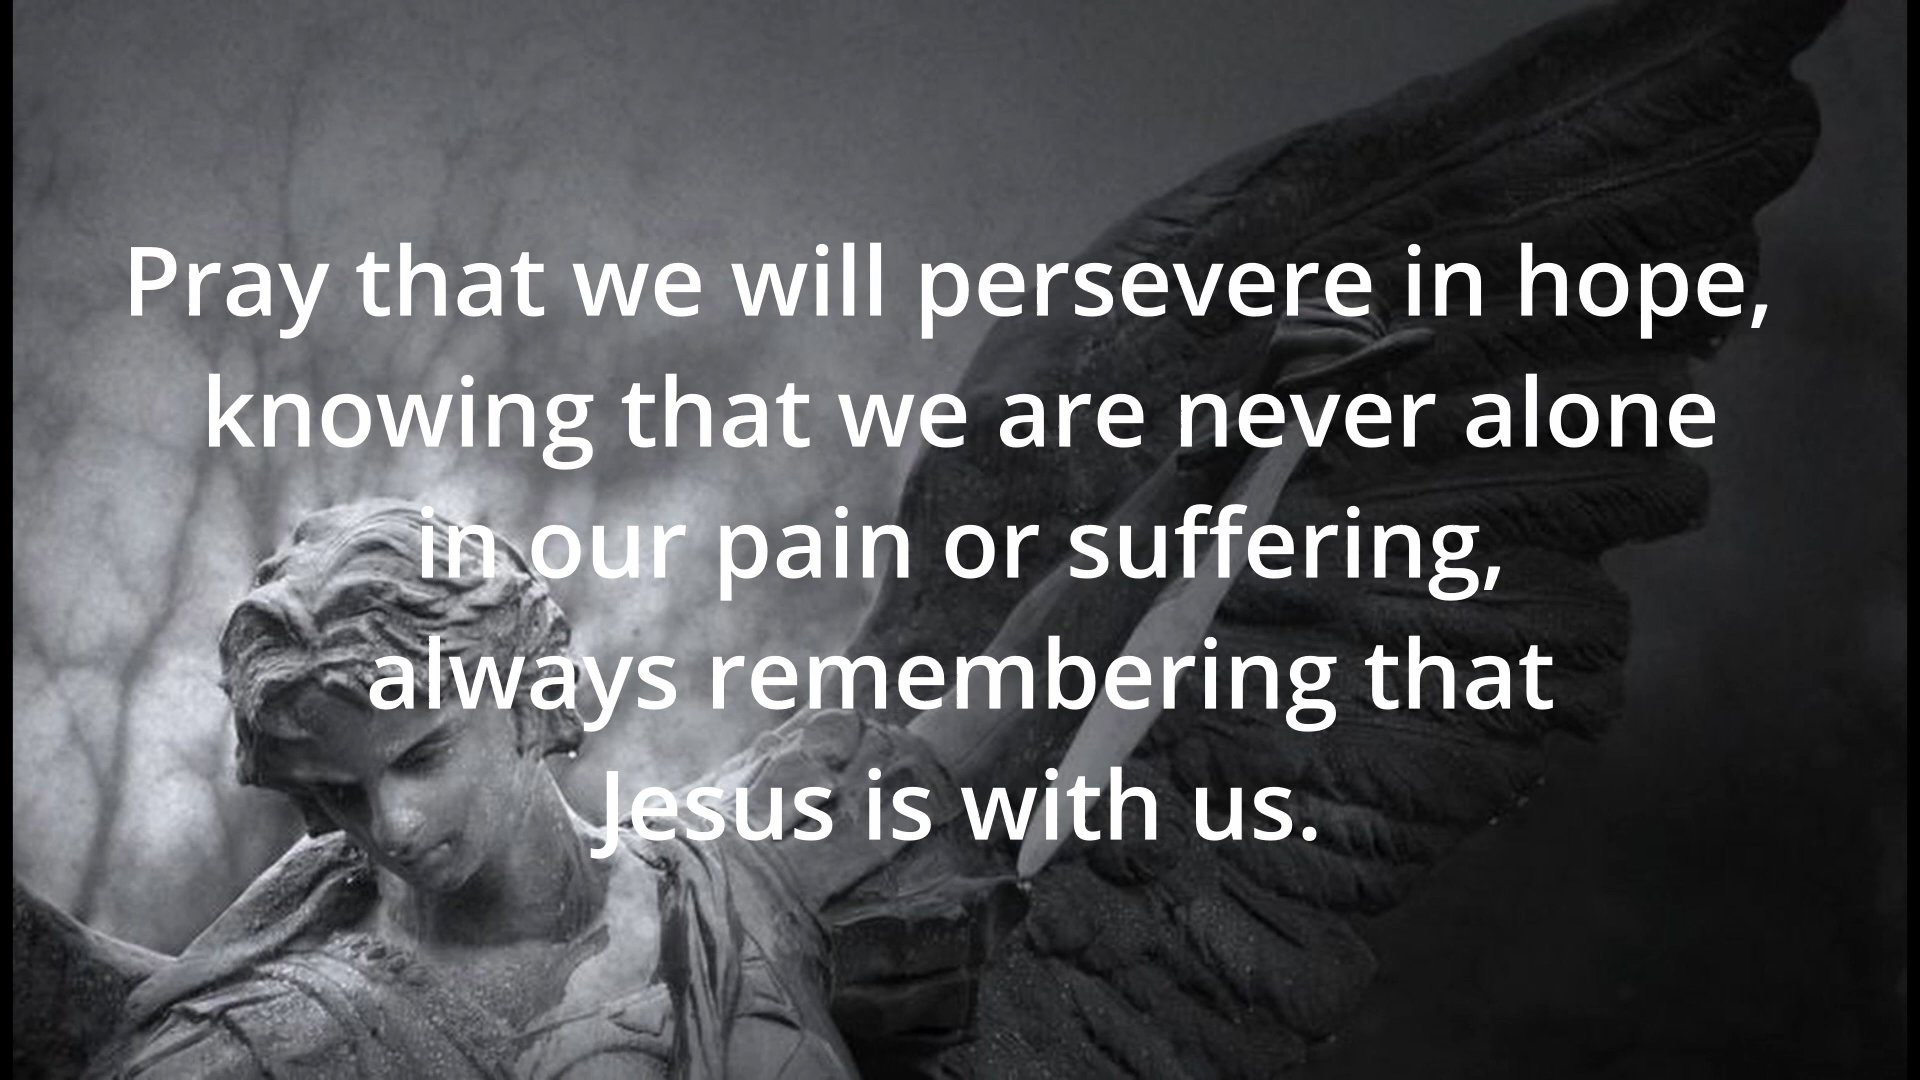 Pray that we will persevere in hope,
knowing that we are never alone
in our pain or suffering,
always remembering that
Jesus is with us.